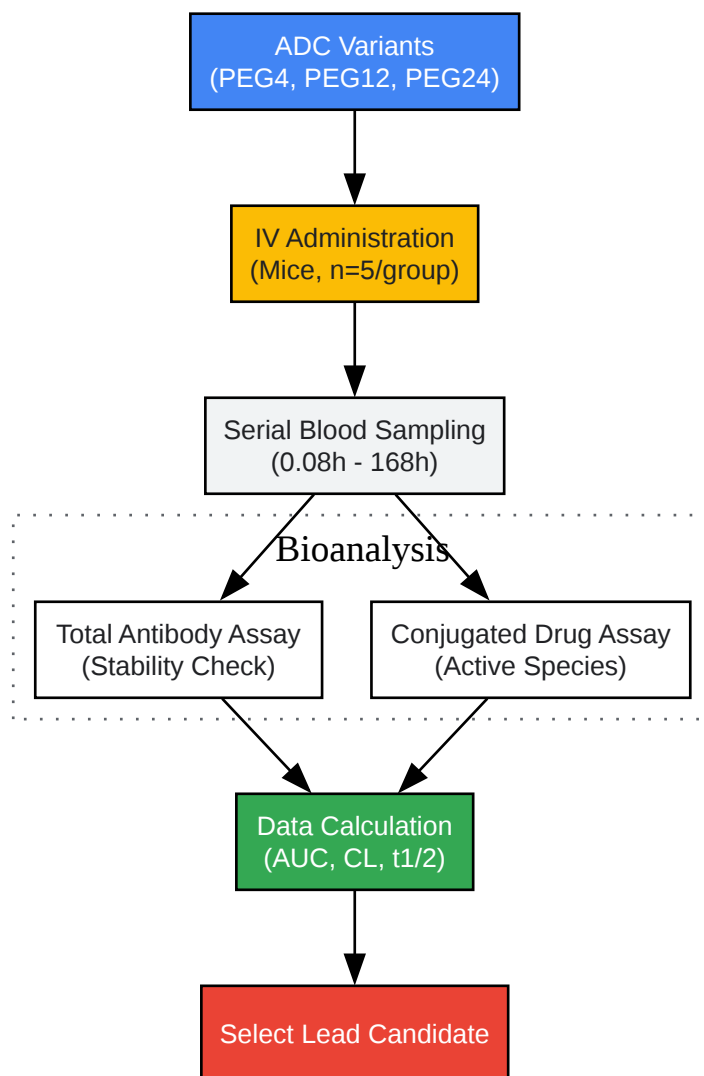 ADC Variants
(PEG4, PEG12, PEG24)
IV Administration
(Mice, n=5/group)
Serial Blood Sampling
(0.08h - 168h)
Bioanalysis
Total Antibody Assay
(Stability Check)
Conjugated Drug Assay
(Active Species)
Data Calculation
(AUC, CL, t1/2)
Select Lead Candidate